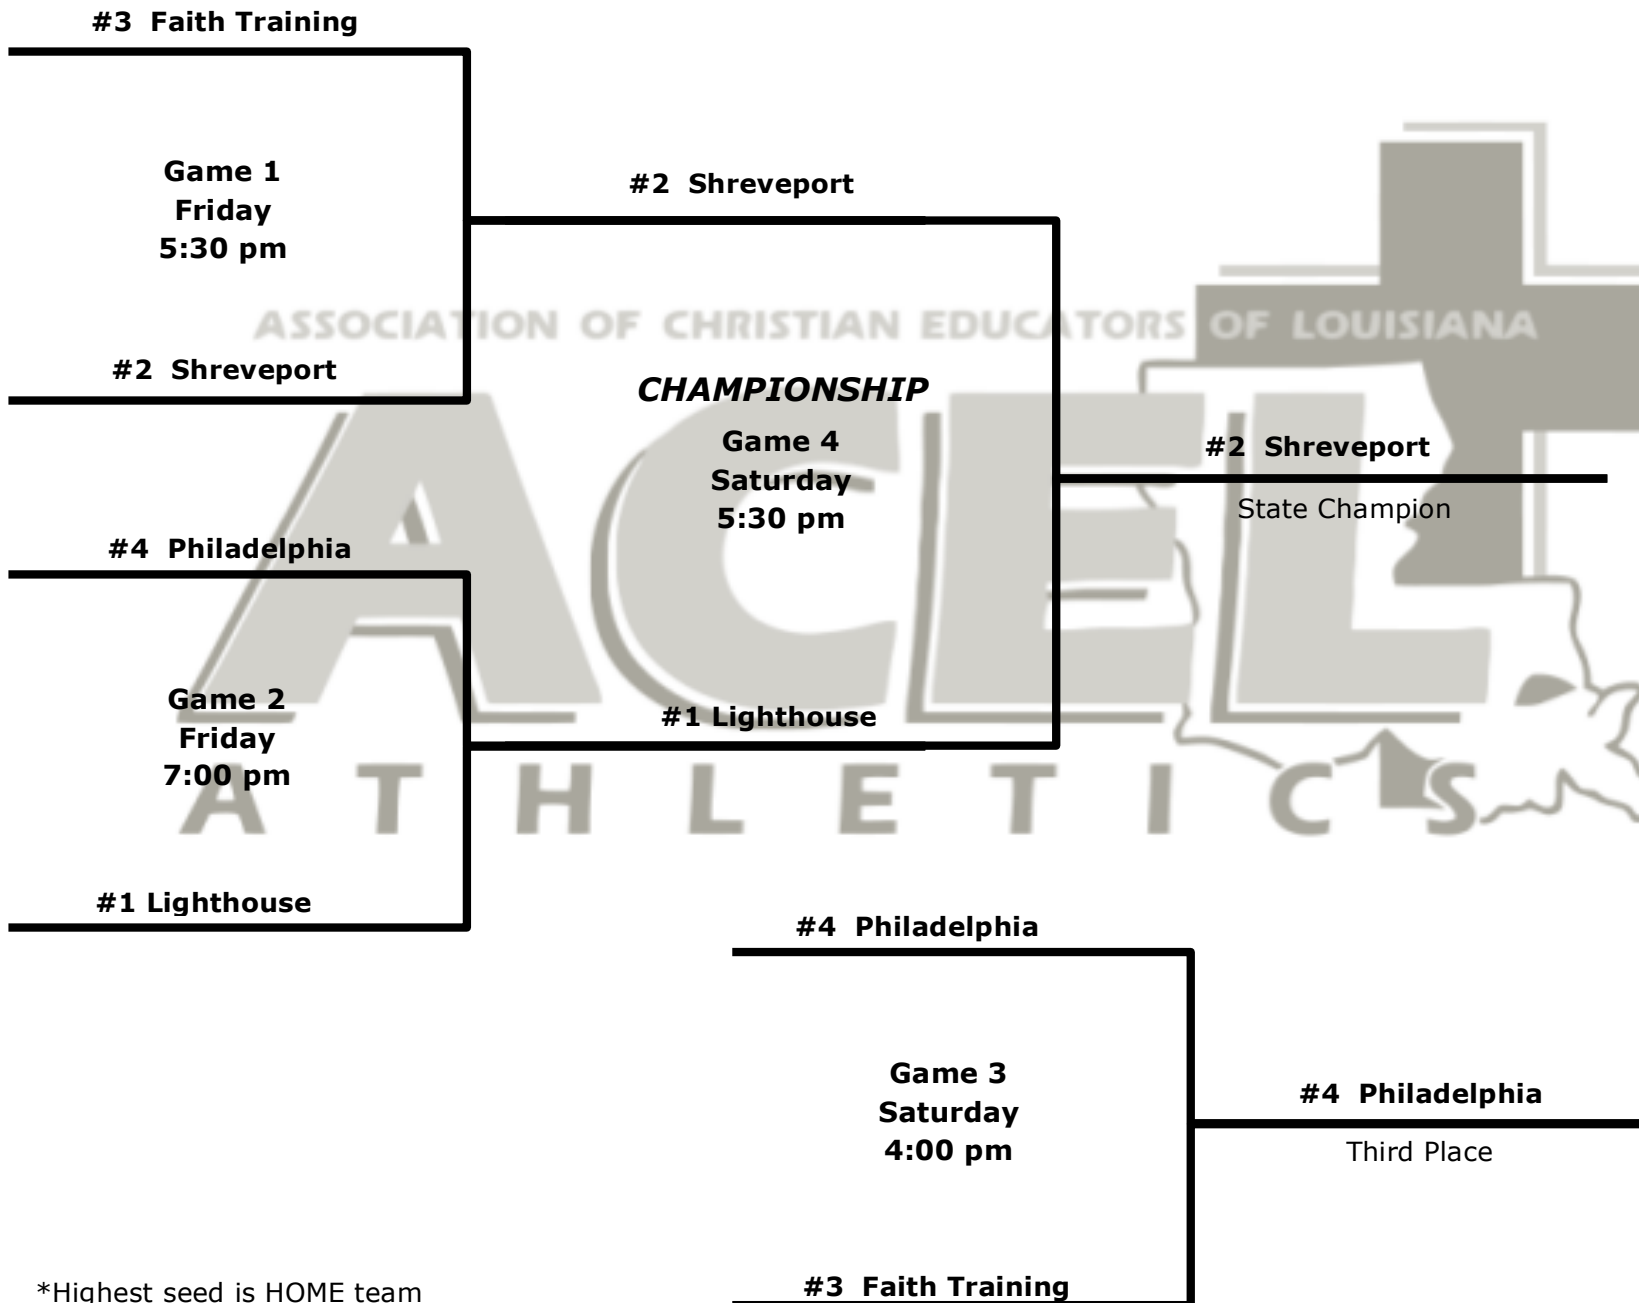 #3 Faith Training
Game 1
Friday
5:30 pm
#2 Shreveport
#2 Shreveport
ASSOCIATION OF CHRISTIAN EDUCATORS OF LOUISIANA
CHAMPIONSHIP
Game 4
Saturday
5:30 pm
#2 Shreveport
State Champion
ACEL
#4 Philadelphia
Game 2
Friday
7:00 pm
#1 Lighthouse
ATHLETICS
#1 Lighthouse
#4 Philadelphia
Game 3
Saturday
4:00 pm
#4 Philadelphia
Third Place
#3 Faith Training
*Highest seed is HOME team